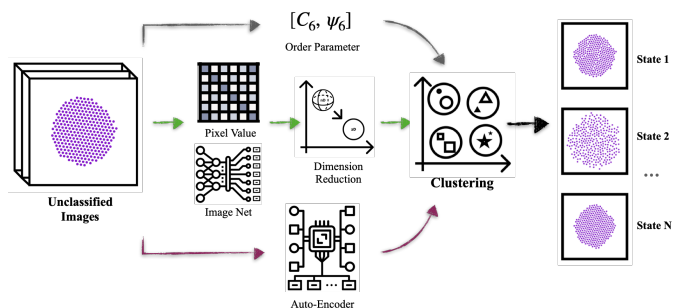 [C₆, ψ₆]
Order Parameter
State 1
Pixel Value
Dimension
Reduction
Clustering
State 2
...
Unclassified
Images
Image Net
State N
Auto-Encoder